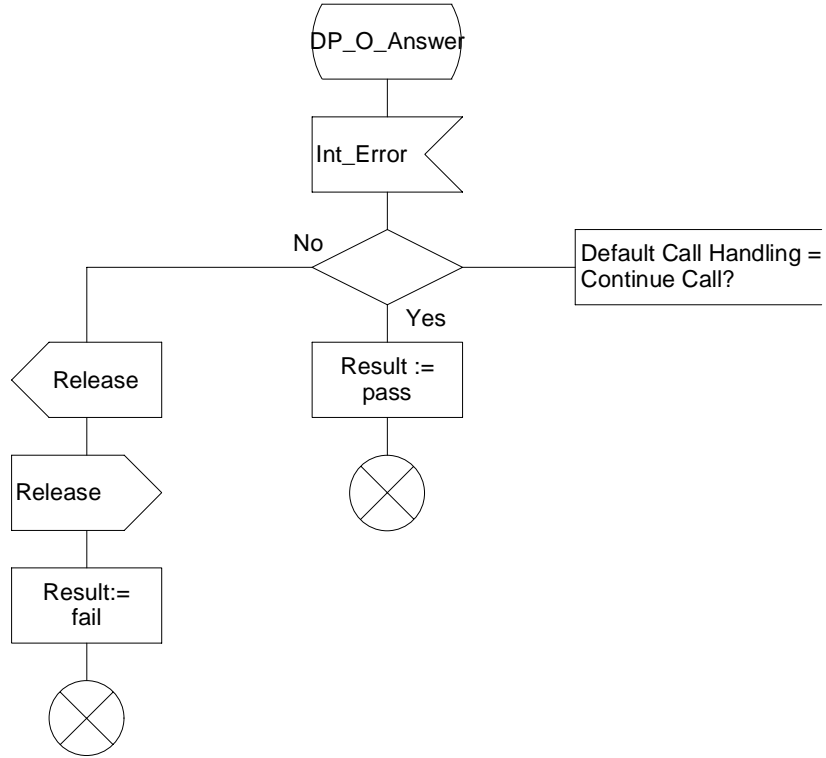 DP_O_Answer
Int_Error
No
Default Call Handling =
Continue Call?
Yes
Release
Result :=
pass
Release
Result:=
fail